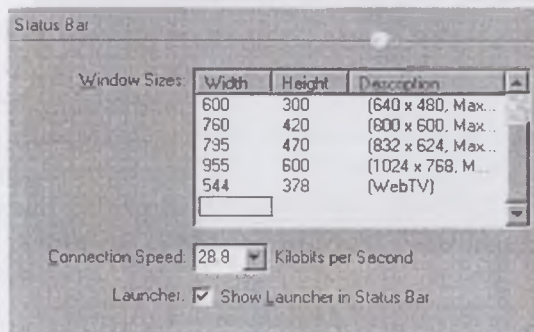 Status Bar
Window Sizes: Width Height Description
600 300 (640 x 480, Max...
760 420 (800 x 600, Max...
795 470 (832 x 624, Max...
955 600 (1024 x 768, M...
544 378 (WebTV)
Connection Speed: 28.8 Kilobits per Second
Launcher: Show Launcher in Status Bar